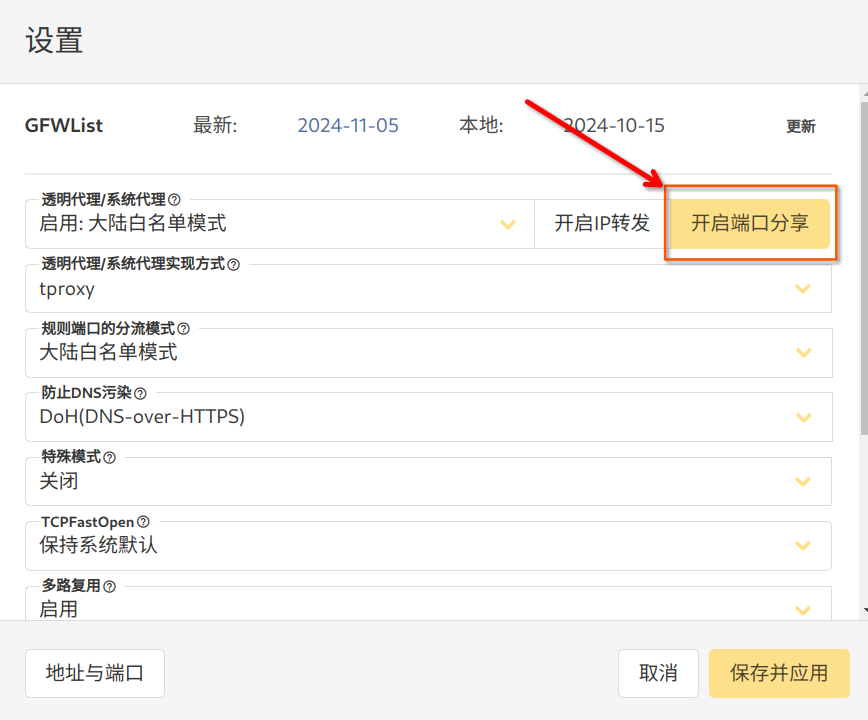 设置
GFWList 最新: 2024-11-05 本地: 2024-10-15 更新
透明代理/系统代理
启用: 大陆白名单模式 开启IP转发 开启端口分享
透明代理/系统代理实现方式
tproxy
规则端口的分流模式
大陆白名单模式
防止DNS污染
DoH(DNS-over-HTTPS)
特殊模式
关闭
TCPFastOpen
保持系统默认
多路复用
启用
地址与端口 取消 保存并应用